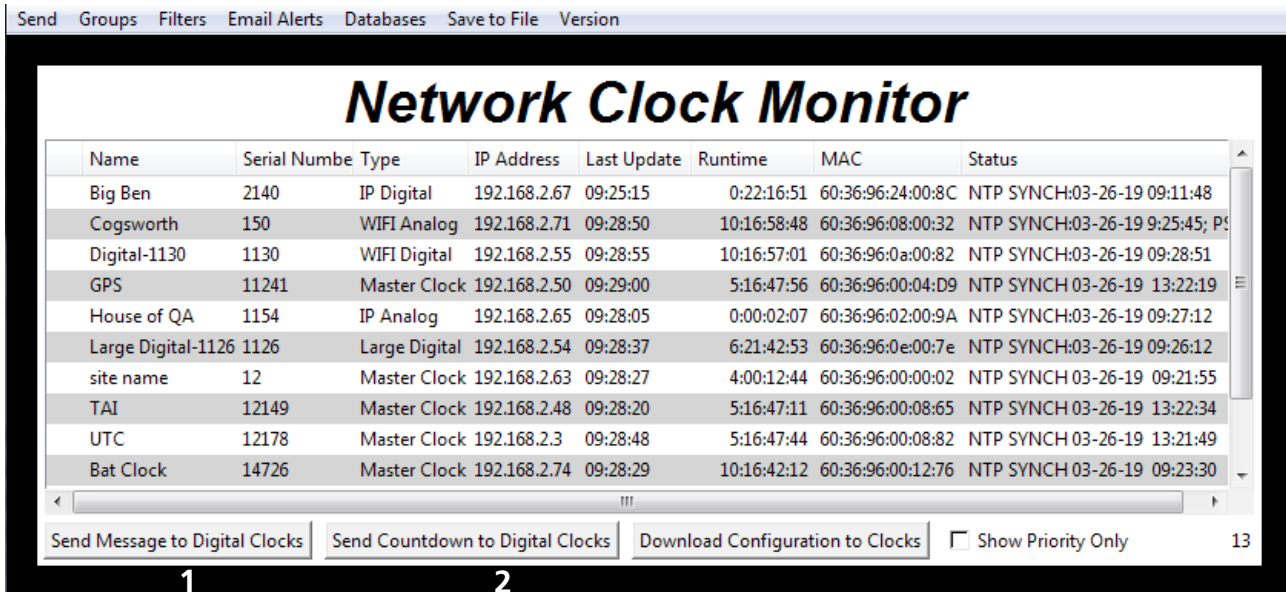 Send Groups Filters Email Alerts Databases Save to File Version
Network Clock Monitor
Name Serial Numbe Type IP Address Last Update Runtime MAC Status
Big Ben 2140 IP Digital 192.168.2.67 09:25:15 0:22:16:51 60:36:96:24:00:8C NTP SYNCH:03-26-19 09:11:48
Cogsworth 150 WIFI Analog 192.168.2.71 09:28:50 10:16:58:48 60:36:96:08:00:32 NTP SYNCH:03-26-19 9:25:45; PS
Digital-1130 1130 WIFI Digital 192.168.2.55 09:28:55 10:16:57:01 60:36:96:0a:00:82 NTP SYNCH:03-26-19 09:28:51
GPS 11241 Master Clock 192.168.2.50 09:29:00 5:16:47:56 60:36:96:00:04:D9 NTP SYNCH 03-26-19 13:22:19
House of QA 1154 IP Analog 192.168.2.65 09:28:05 0:00:02:07 60:36:96:02:00:9A NTP SYNCH:03-26-19 09:27:12
Large Digital-1126 1126 Large Digital 192.168.2.54 09:28:37 6:21:42:53 60:36:96:0e:00:7e NTP SYNCH:03-26-19 09:26:12
site name 12 Master Clock 192.168.2.63 09:28:27 4:00:12:44 60:36:96:00:00:02 NTP SYNCH 03-26-19 09:21:55
TAI 12149 Master Clock 192.168.2.48 09:28:20 5:16:47:11 60:36:96:00:08:65 NTP SYNCH 03-26-19 13:22:34
UTC 12178 Master Clock 192.168.2.3 09:28:48 5:16:47:44 60:36:96:00:08:82 NTP SYNCH 03-26-19 13:21:49
Bat Clock 14726 Master Clock 192.168.2.74 09:28:29 10:16:42:12 60:36:96:00:12:76 NTP SYNCH 03-26-19 09:23:30
Send Message to Digital Clocks Send Countdown to Digital Clocks Download Configuration to Clocks Show Priority Only 13
1 2